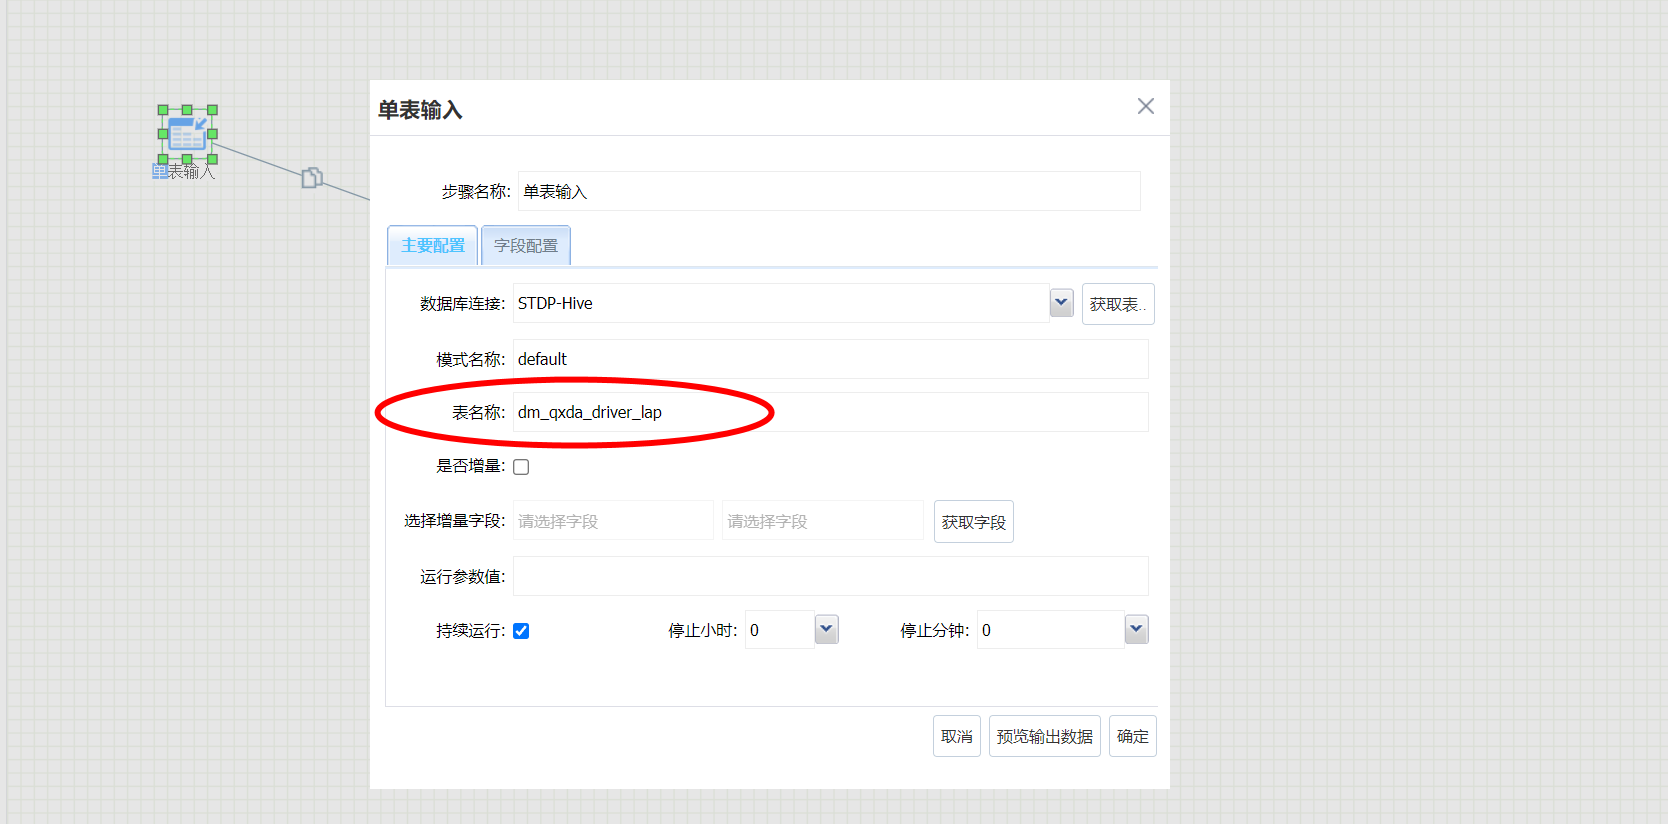 单表输入
单表输入
步骤名称: 单表输入
主要配置 字段配置
数据库连接: STDP-Hive 获取表..
模式名称: default
表名称: dm_qxda_driver_lap
是否增量:
选择增量字段: 请选择字段 请选择字段 获取字段
运行参数值:
持续运行: 停止小时: 0 停止分钟: 0
取消 预览输出数据 确定